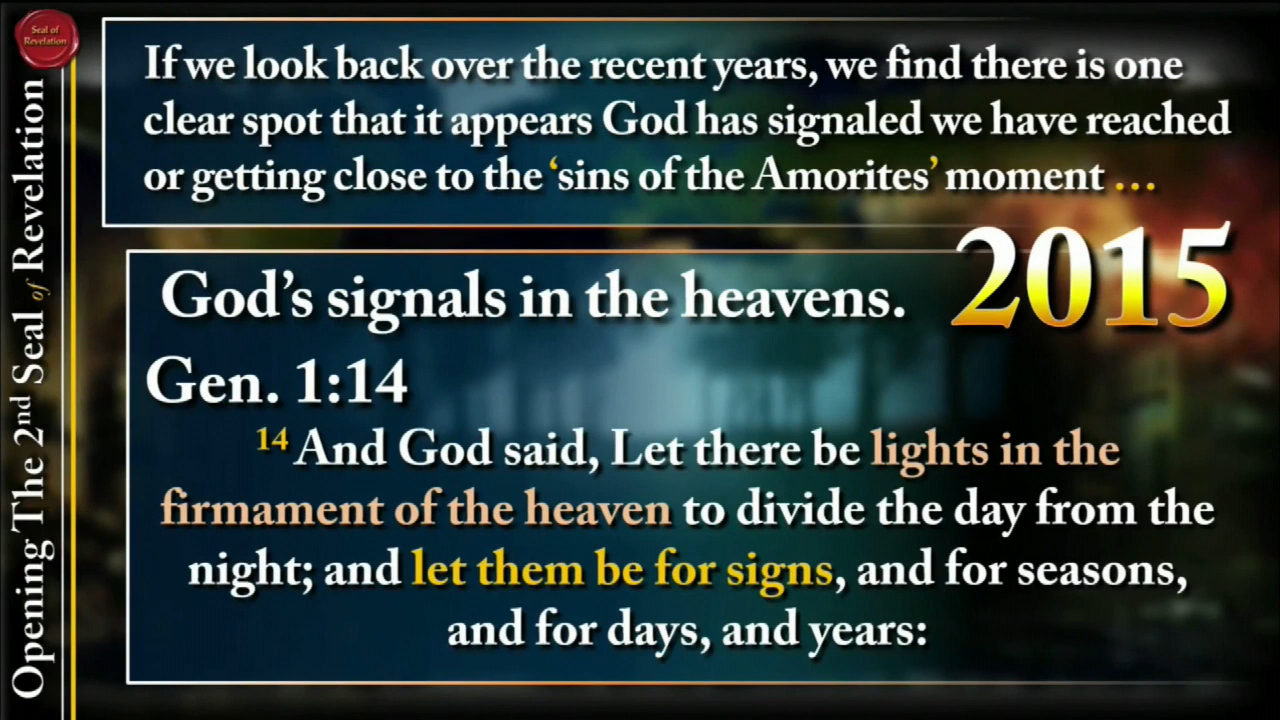 Seal of
Revelation
Opening The 2nd Seal of Revelation
If we look back over the recent years, we find there is one
clear spot that it appears God has signaled we have reached
or getting close to the ‘sins of the Amorites’ moment ...
2015
God’s signals in the heavens.
Gen. 1:14
14 And God said, Let there be lights in the
firmament of the heaven to divide the day from the
night; and let them be for signs, and for seasons,
and for days, and years: